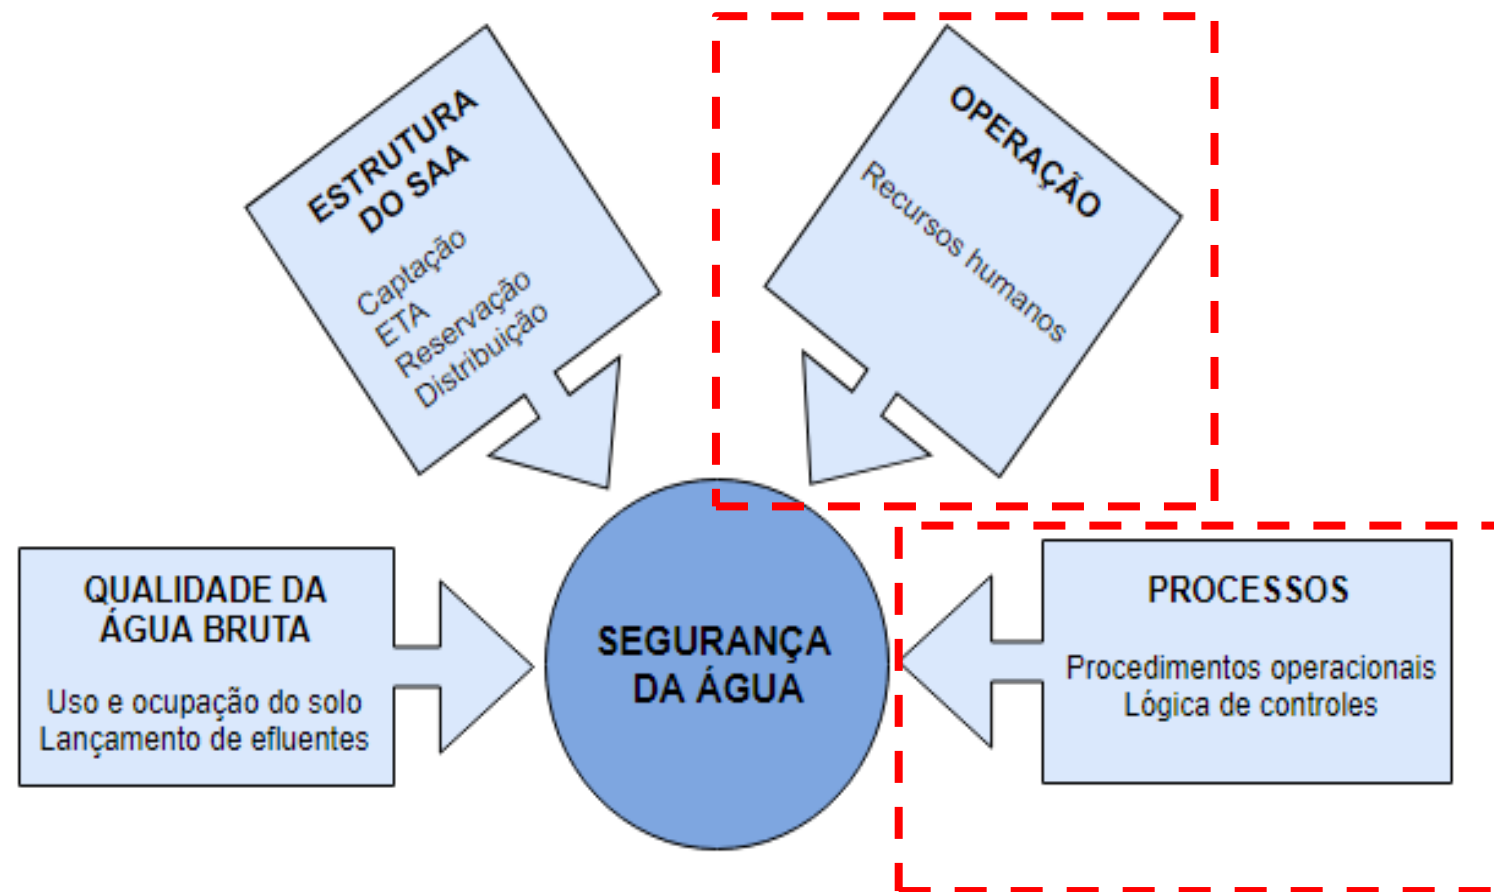 ESTRUTURA
DO SAA
Captação
ETA
Reservação
Distribuição
OPERAÇÃO
Recursos humanos
QUALIDADE DA
ÁGUA BRUTA
Uso e ocupação do solo
Lançamento de efluentes
SEGURANÇA
DA ÁGUA
PROCESSOS
Procedimentos operacionais
Lógica de controles